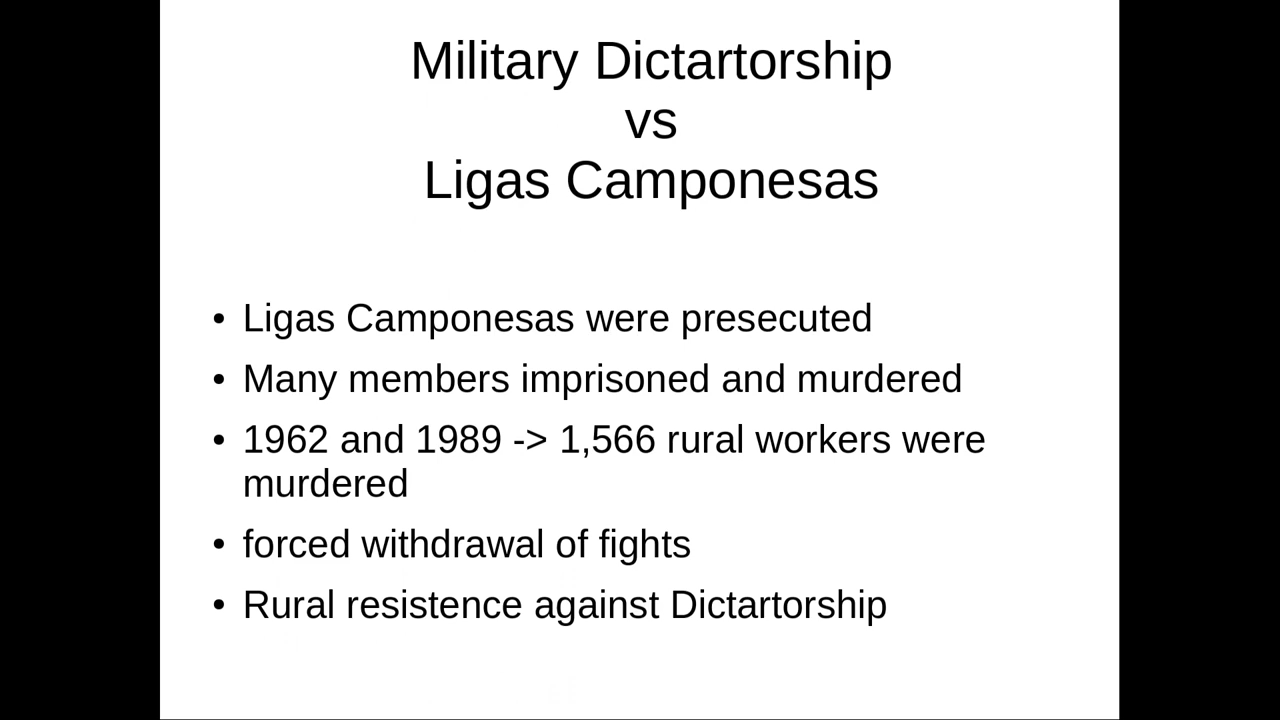 Military Dictartorship
vs
Ligas Camponesas
• Ligas Camponesas were presecuted
• Many members imprisoned and murdered
• 1962 and 1989 -> 1,566 rural workers were
murdered
• forced withdrawal of fights
• Rural resistence against Dictartorship